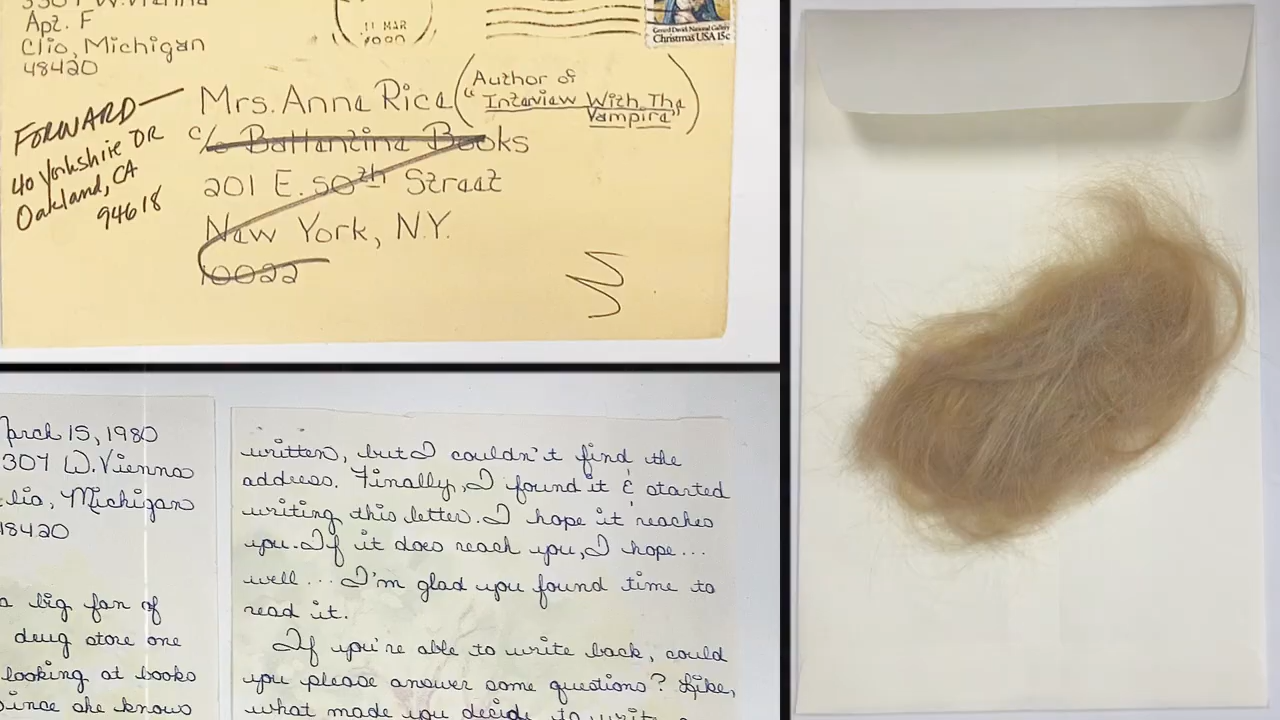 Apt. F
Clio, Michigan
48420
11 MAR
Gerard David, National Gallery
Christmas USA 15c
FORWARD—
40 Yorkshire DR
Oakland, CA
94618
Mrs. Anne Rice (Author of
"Interview With The
Vampire")
c/o Ballantine Books
201 E. 50th Street
New York, N.Y.
10022
March 15, 1980
307 W. Vienna
lio, Michigan
48420
a big fan of
drug store one
looking at books
since she knows
written, but I couldn't find the
address. Finally, I found it & started
writing this letter. I hope it reaches
you. If it does reach you, I hope...
well... I'm glad you found time to
read it.
If you're able to write back, could
you please answer some questions? Like,
what made you decide to write a